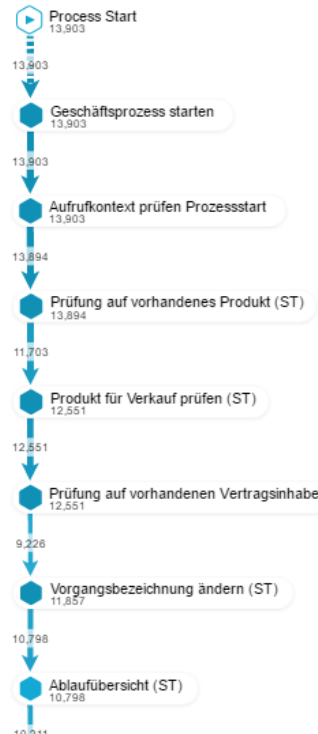 Process Start
13,903
13,903
Geschäftsprozess starten
13,903
13,903
Aufrufkontext prüfen Prozessstart
13,903
13,894
Prüfung auf vorhandenes Produkt (ST)
13,894
11,703
Produkt für Verkauf prüfen (ST)
12,551
12,551
Prüfung auf vorhandenen Vertragsinhabe
12,551
9,226
Vorgangsbezeichnung ändern (ST)
11,857
10,798
Ablaufübersicht (ST)
10,798